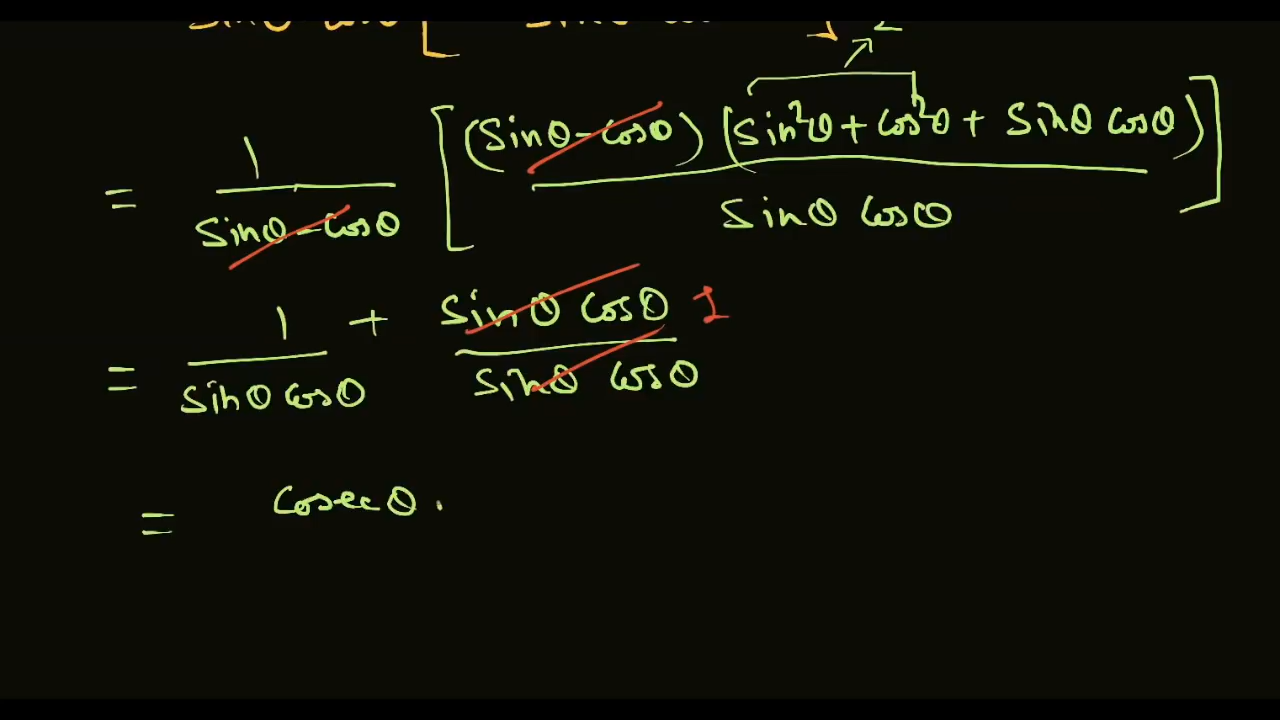 1 / (Sinθ - Cosθ) [ (Sinθ - Cosθ) (Sin²θ + Cos²θ + Sinθ Cosθ) / Sinθ Cosθ ]
= 1 / (Sinθ Cosθ) + Sinθ Cosθ / Sinθ Cosθ 1
= Cosecθ .